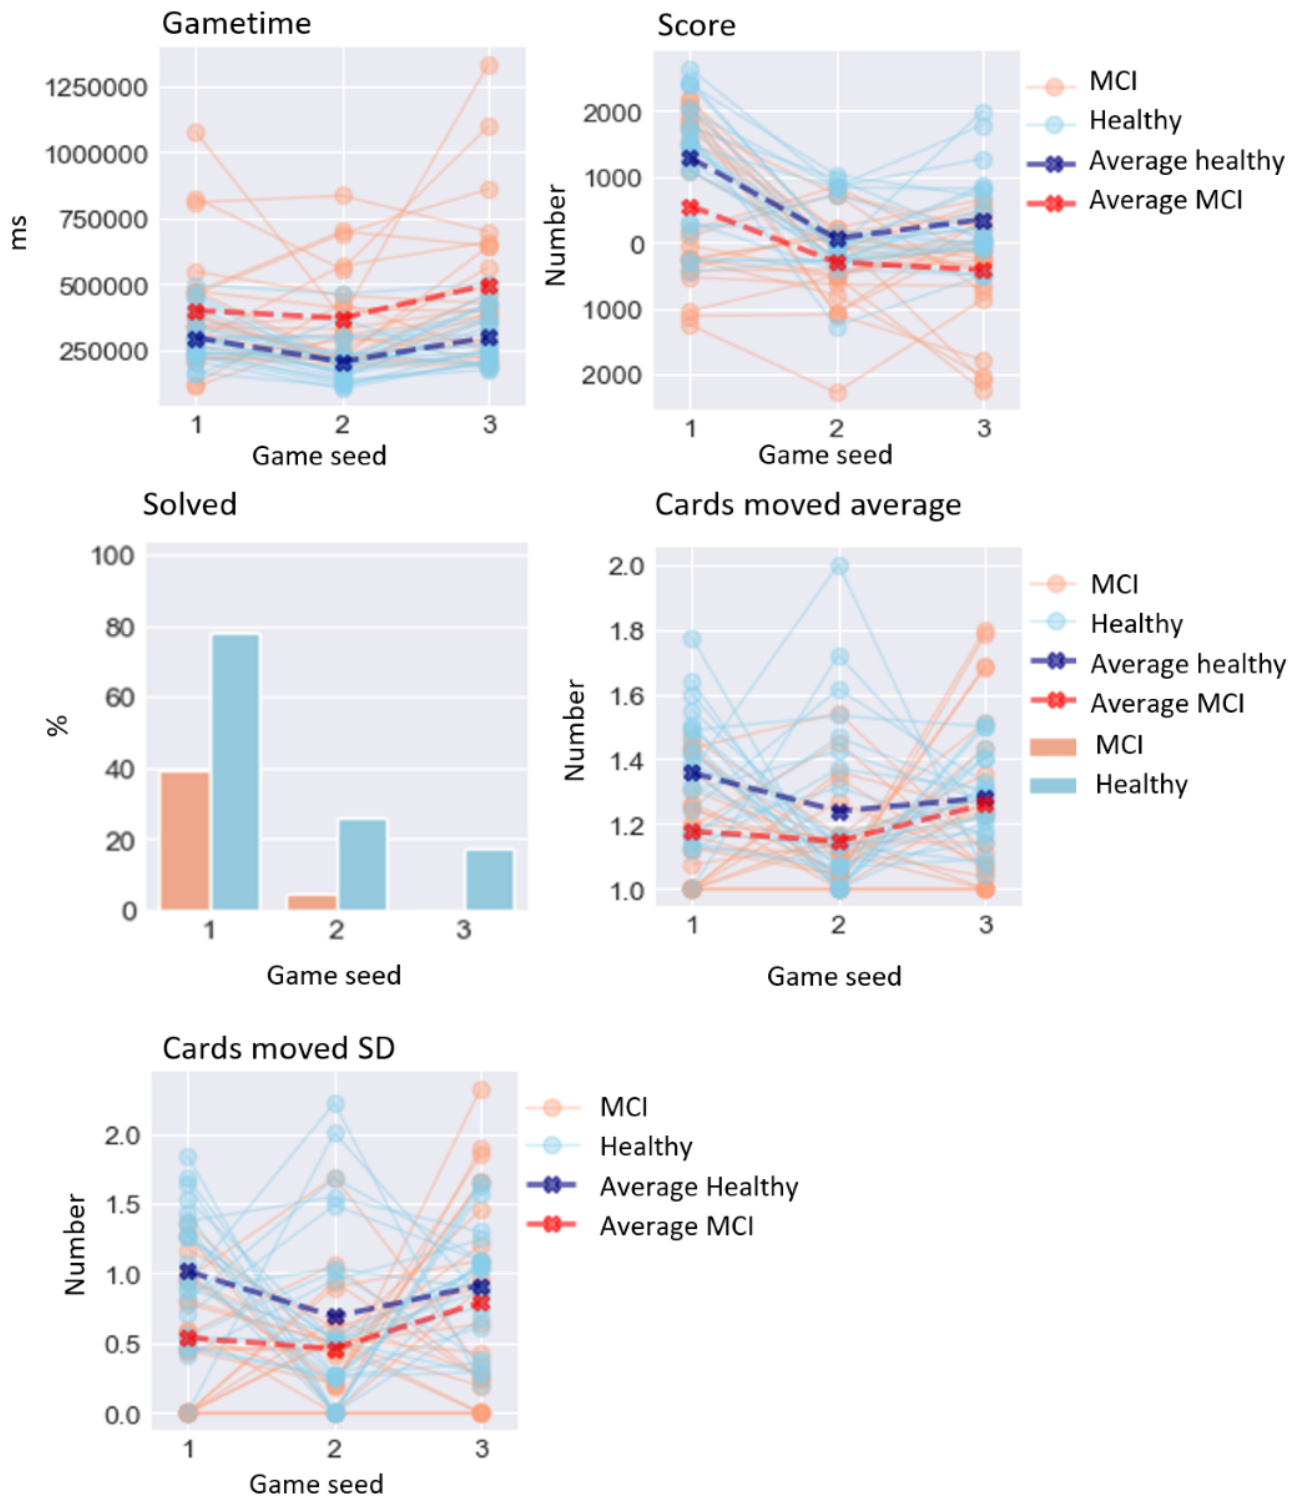 Gametime
ms
1250000
1000000
750000
500000
250000
1 2 3
Game seed
Score
Number
2000
1000
0
1000
2000
1 2 3
Game seed
MCI
Healthy
Average healthy
Average MCI
Solved
%
100
80
60
40
20
0
1 2 3
Game seed
Cards moved average
Number
2.0
1.8
1.6
1.4
1.2
1.0
1 2 3
Game seed
MCI
Healthy
Average healthy
Average MCI
MCI
Healthy
Cards moved SD
Number
2.0
1.5
1.0
0.5
0.0
1 2 3
Game seed
MCI
Healthy
Average Healthy
Average MCI